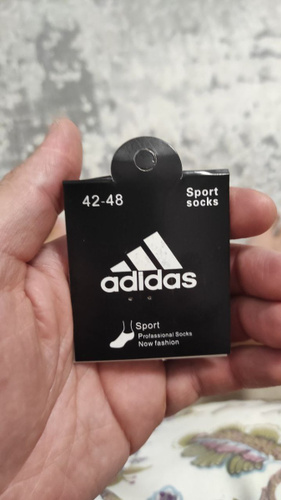 42-48
Sport
socks
adidas
Sport
Professional Socks
Now fashion